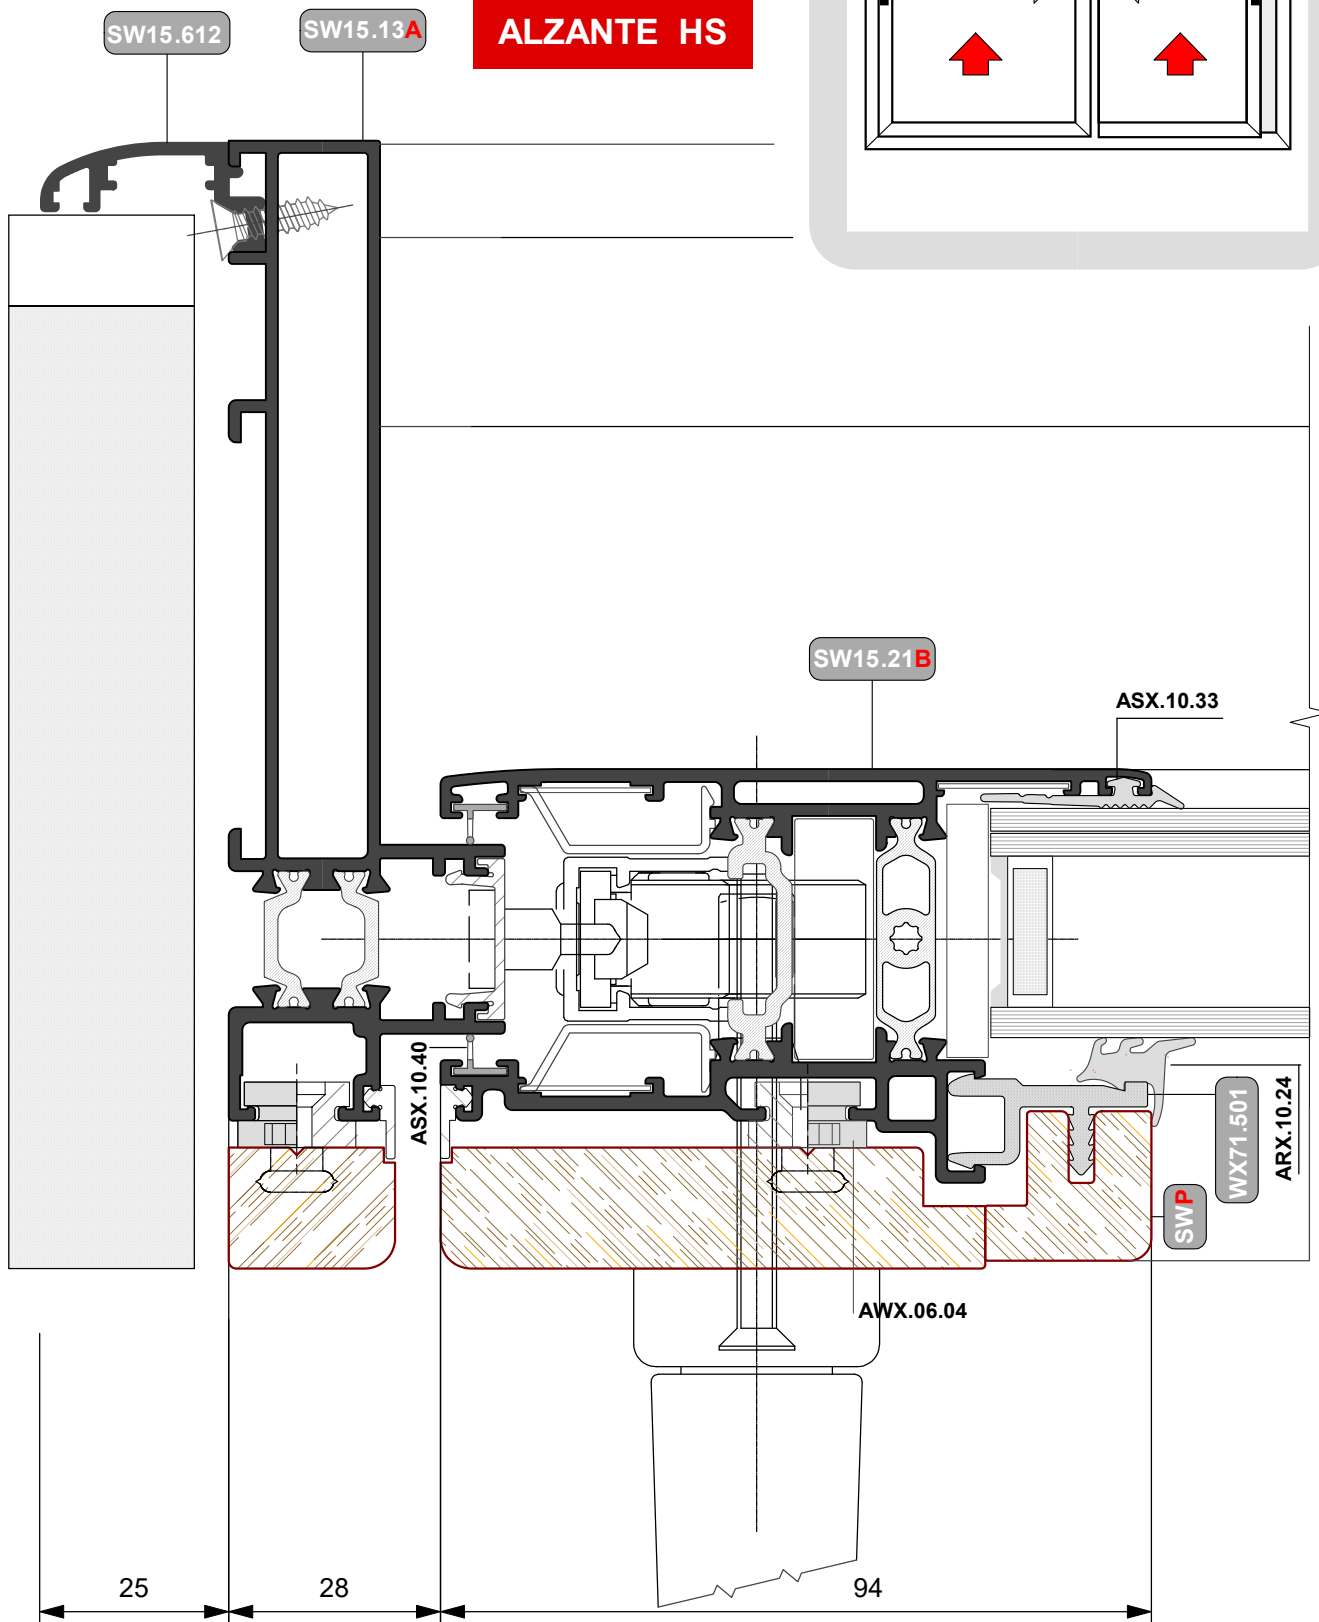 SW15.612
SW15.13A
ALZANTE HS
SW15.21B
ASX.10.33
ASX.10.40
WX71.501
ARX.10.24
SWP
AWX.06.04
25
28
94